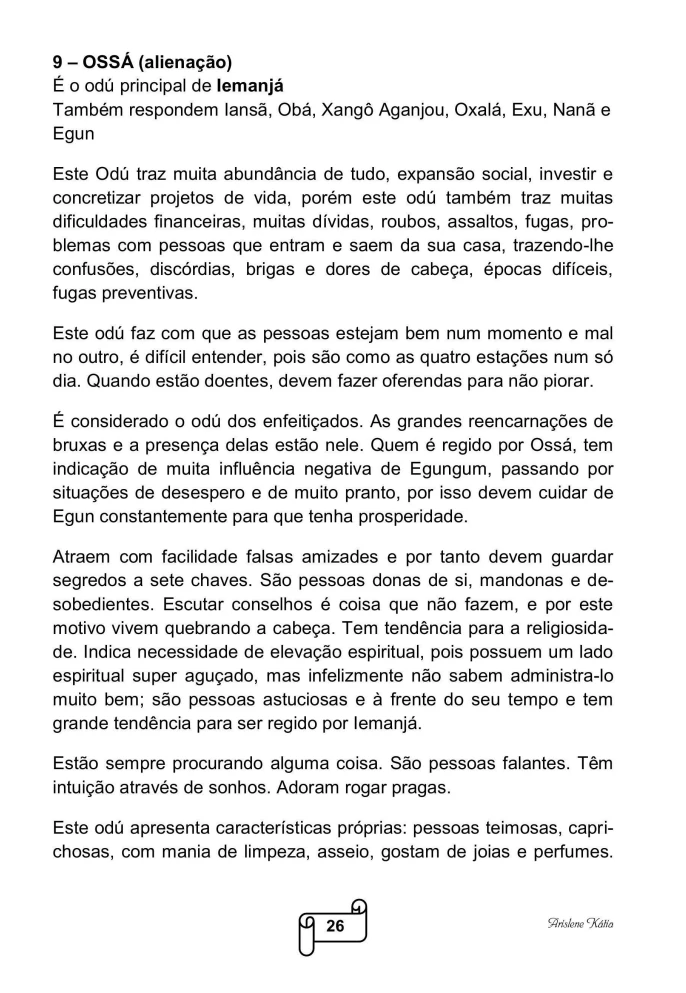 9 – OSSÁ (alienação)
É o odú principal de Iemanjá
Também respondem Iansã, Obá, Xangô Aganjou, Oxalá, Exu, Nanã e
Egun
Este Odú traz muita abundância de tudo, expansão social, investir e
concretizar projetos de vida, porém este odú também traz muitas
dificuldades financeiras, muitas dívidas, roubos, assaltos, fugas, pro-
blemas com pessoas que entram e saem da sua casa, trazendo-lhe
confusões, discórdias, brigas e dores de cabeça, épocas difíceis,
fugas preventivas.
Este odú faz com que as pessoas estejam bem num momento e mal
no outro, é difícil entender, pois são como as quatro estações num só
dia. Quando estão doentes, devem fazer oferendas para não piorar.
É considerado o odú dos enfeitiçados. As grandes reencarnações de
bruxas e a presença delas estão nele. Quem é regido por Ossá, tem
indicação de muita influência negativa de Egungum, passando por
situações de desespero e de muito pranto, por isso devem cuidar de
Egun constantemente para que tenha prosperidade.
Atraem com facilidade falsas amizades e por tanto devem guardar
segredos a sete chaves. São pessoas donas de si, mandonas e de-
sobedientes. Escutar conselhos é coisa que não fazem, e por este
motivo vivem quebrando a cabeça. Tem tendência para a religiosida-
de. Indica necessidade de elevação espiritual, pois possuem um lado
espiritual super aguçado, mas infelizmente não sabem administra-lo
muito bem; são pessoas astuciosas e à frente do seu tempo e tem
grande tendência para ser regido por Iemanjá.
Estão sempre procurando alguma coisa. São pessoas falantes. Têm
intuição através de sonhos. Adoram rogar pragas.
Este odú apresenta características próprias: pessoas teimosas, capri-
chosas, com mania de limpeza, asseio, gostam de joias e perfumes.
26
Arislene Kátia